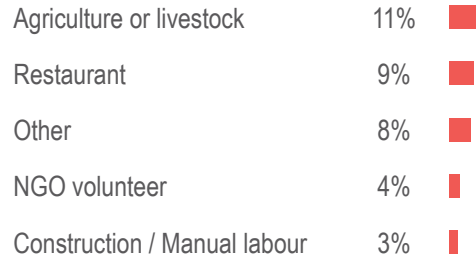 Agriculture or livestock 11%
Restaurant 9%
Other 8%
NGO volunteer 4%
Construction / Manual labour 3%